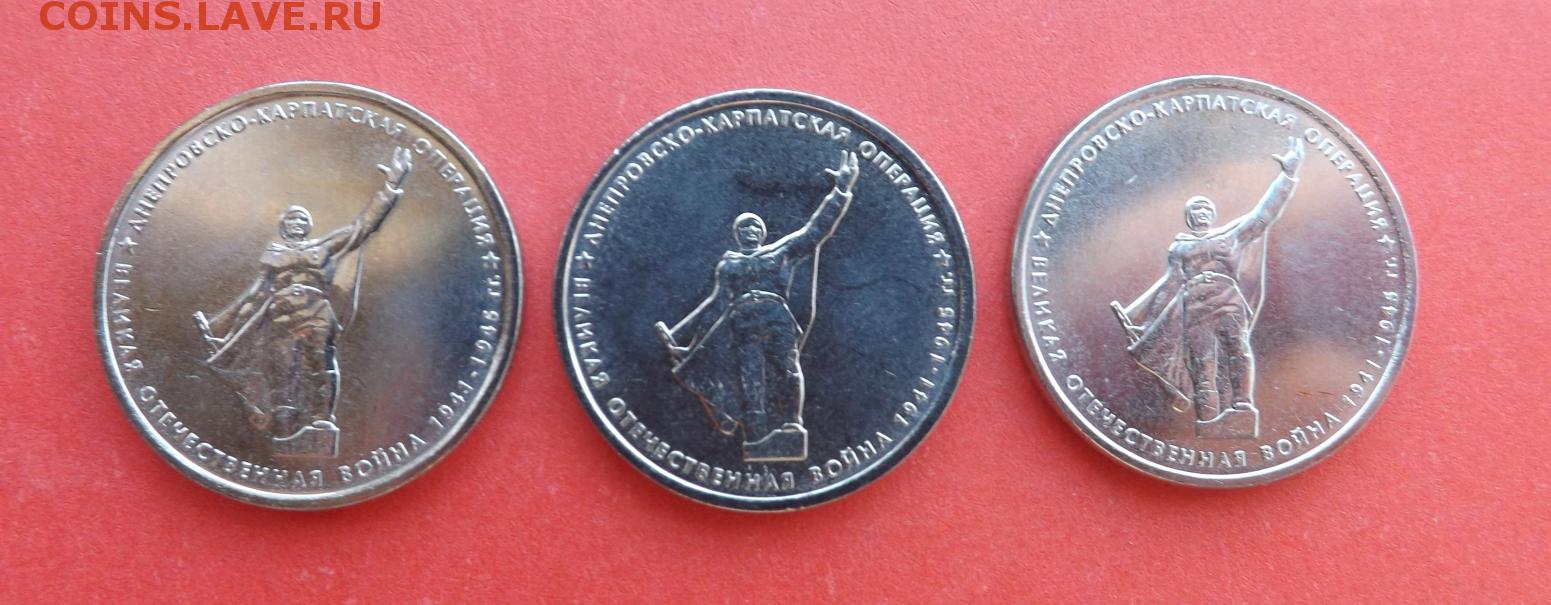 COINS.LAVE.RU
ДНЕПРОВСКО-КАРПАТСКАЯ ОПЕРАЦИЯ
ВЕЛИКАЯ ОТЕЧЕСТВЕННАЯ ВОЙНА 1941-1945 ГГ.
ДНЕПРОВСКО-КАРПАТСКАЯ ОПЕРАЦИЯ
ВЕЛИКАЯ ОТЕЧЕСТВЕННАЯ ВОЙНА 1941-1945 ГГ.
ДНЕПРОВСКО-КАРПАТСКАЯ ОПЕРАЦИЯ
ВЕЛИКАЯ ОТЕЧЕСТВЕННАЯ ВОЙНА 1941-1945 ГГ.